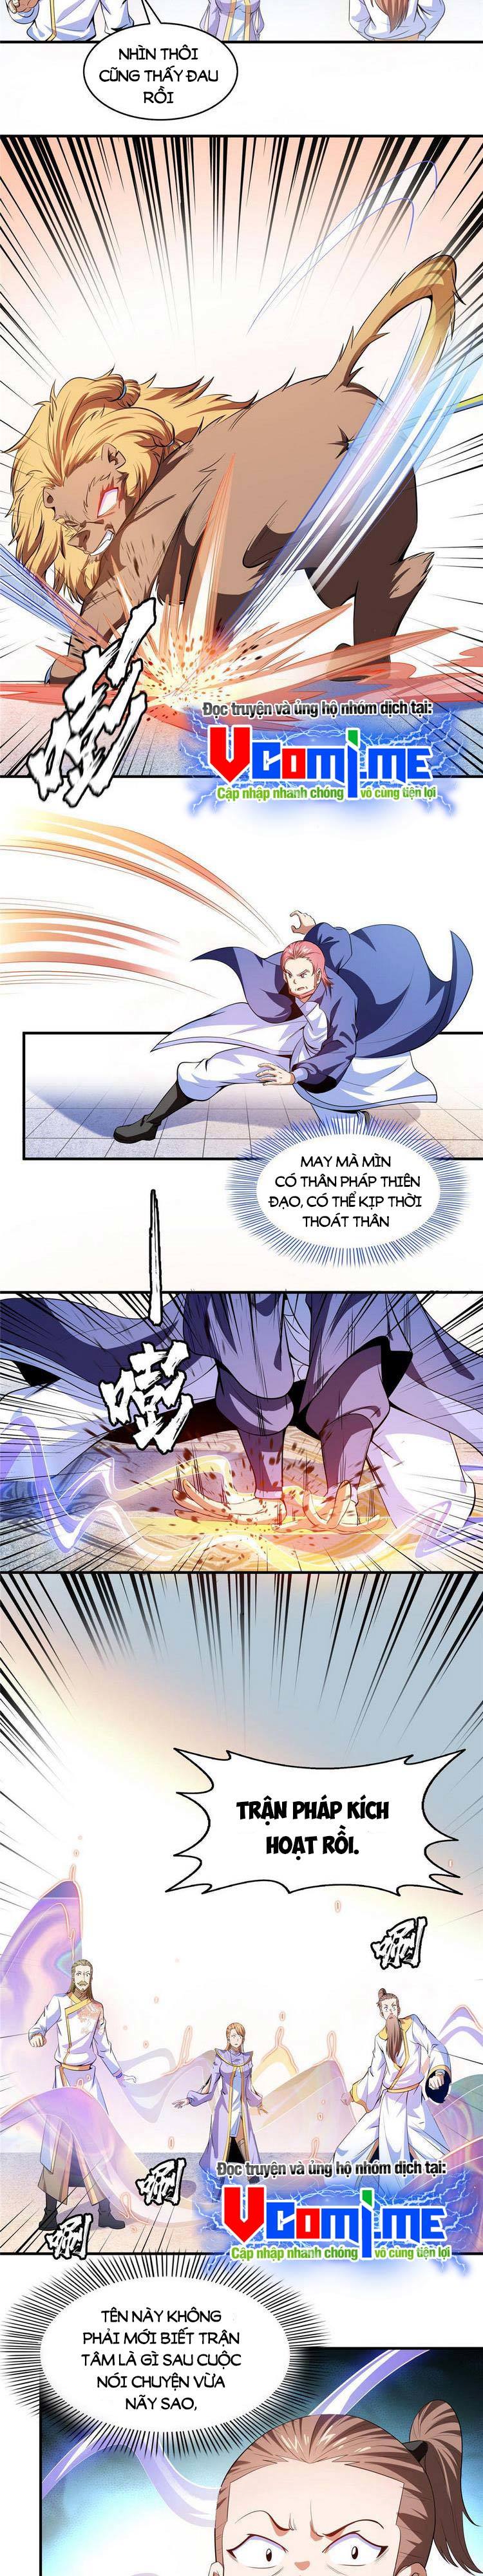 NHÌN THÔI
CŨNG THẤY ĐAU
RỒI
Đọc truyện và ủng hộ nhóm dịch tại:
VComi.me
Cập nhập nhanh chóng vô cùng tiện lợi
MAY MÀ MÌN
CÓ THÂN PHÁP THIÊN
ĐẠO, CÓ THỂ KỊP THỜI
THOÁT THÂN
嘭
TRẬN PHÁP KÍCH
HOẠT RỒI.
唰
唰
唰
Đọc truyện và ủng hộ nhóm dịch tại:
VComi.me
Cập nhập nhanh chóng vô cùng tiện lợi
TÊN NÀY KHÔNG
PHẢI MỚI BIẾT TRẬN
TÂM LÀ GÌ SAU CUỘC
NÓI CHUYỆN VỪA
NÃY SAO,